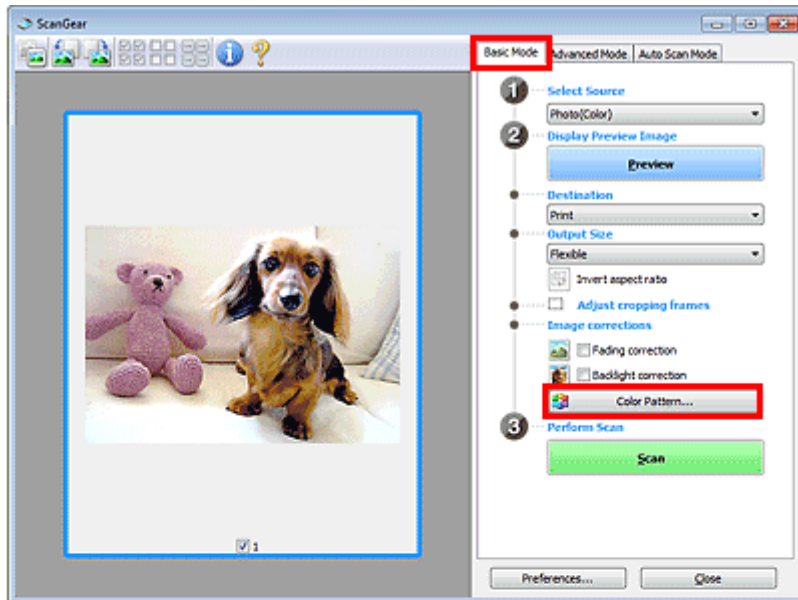 ScanGear
Basic Mode
Advanced Mode
Auto Scan Mode
1
Select Source
Photo(Color)
2
Display Preview Image
Preview
Destination
Print
Output Size
Flexible
Invert aspect ratio
Adjust cropping frames
Image corrections
Fading correction
Backlight correction
Color Pattern...
3
Perform Scan
Scan
1
Preferences...
Close